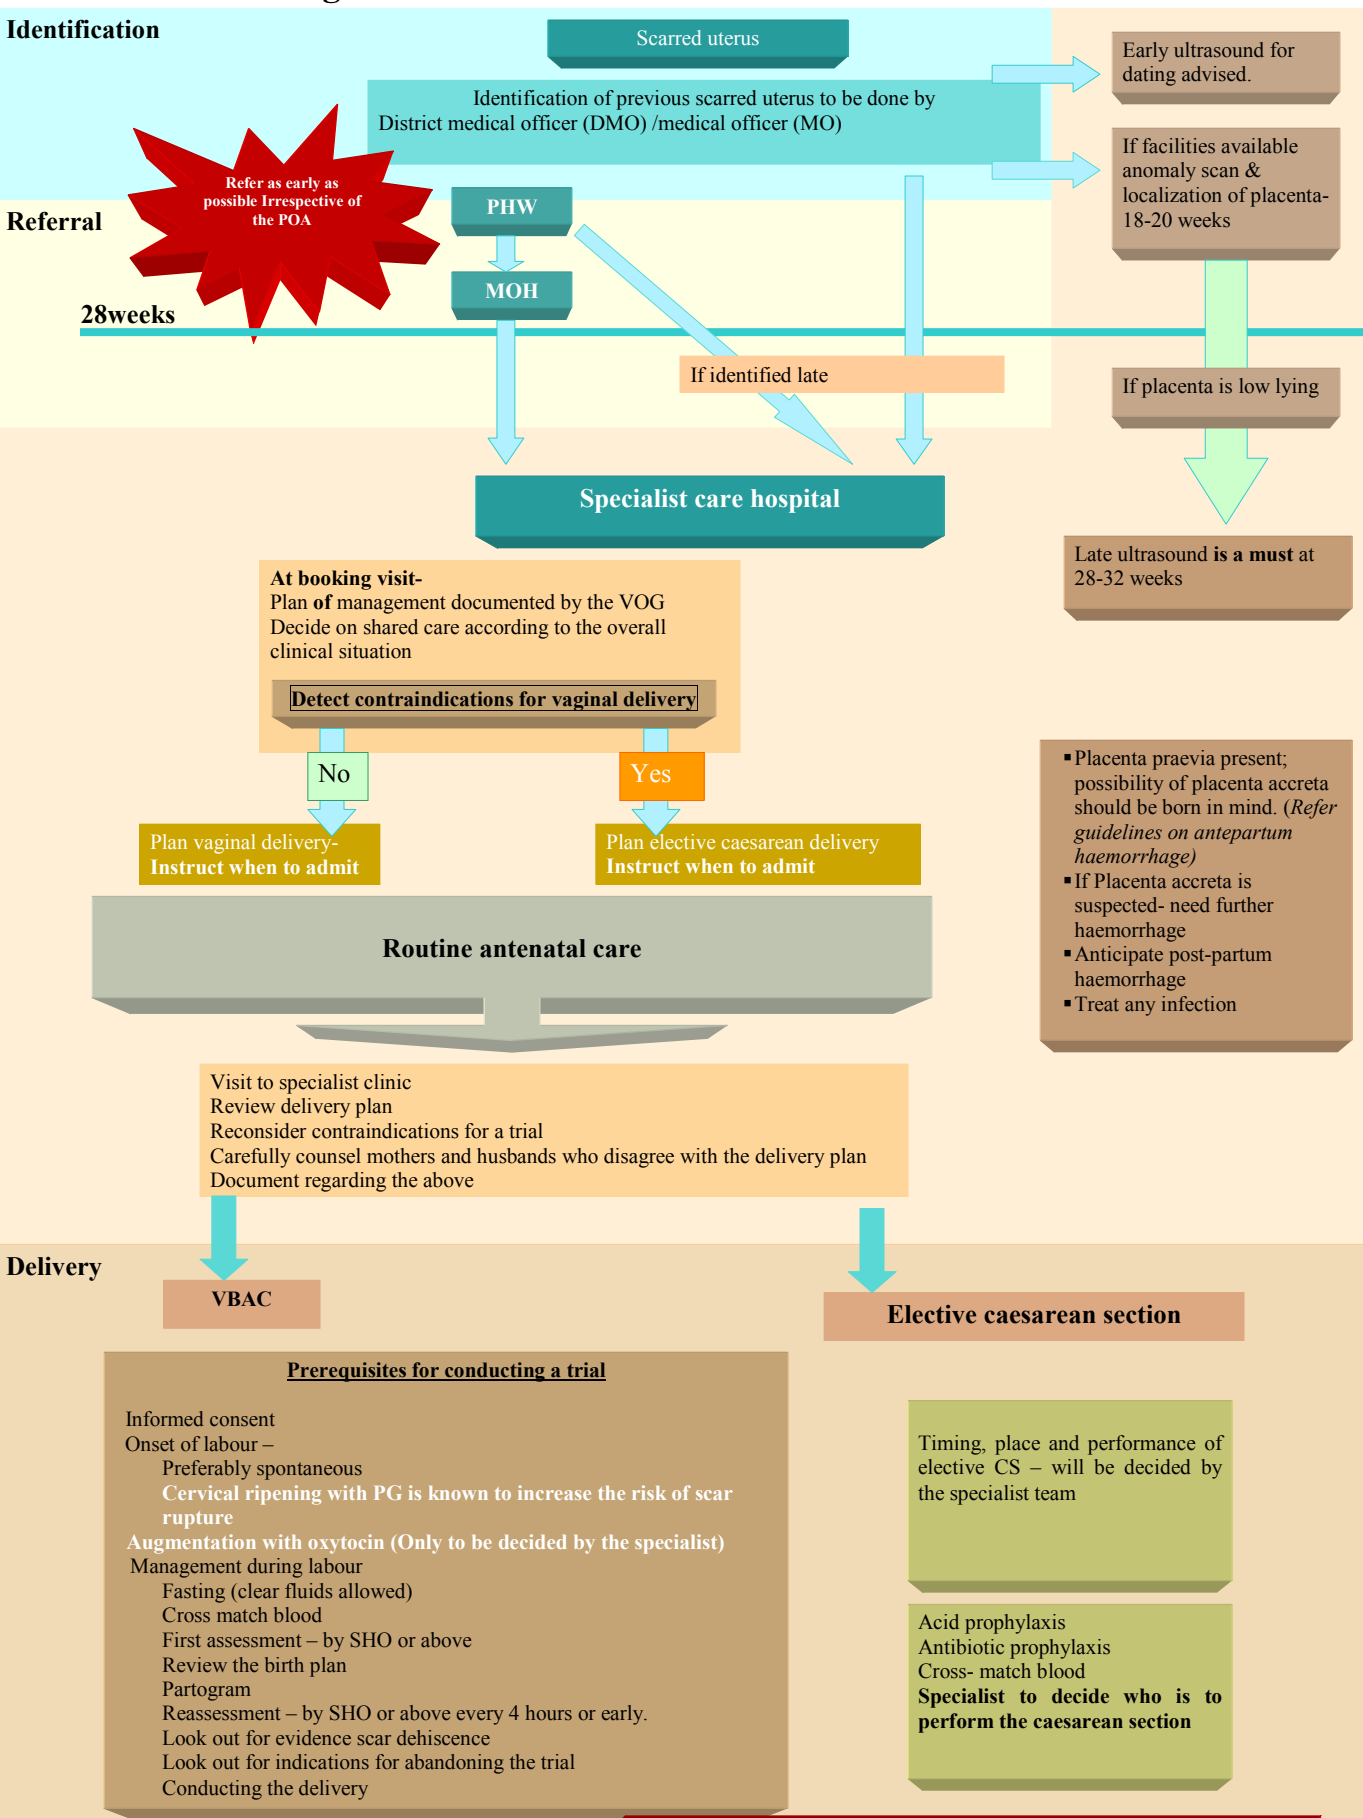 Identification
Scarred uterus
Identification of previous scarred uterus to be done by
District medical officer (DMO) /medical officer (MO)
Early ultrasound for
dating advised.
If facilities available
anomaly scan &
localization of placenta-
18-20 weeks
Refer as early as
possible Irrespective of
the POA
Referral
PHW
MOH
28weeks
If identified late
If placenta is low lying
Specialist care hospital
Late ultrasound is a must at
28-32 weeks
At booking visit-
Plan of management documented by the VOG
Decide on shared care according to the overall
clinical situation
Detect contraindications for vaginal delivery
No
Yes
Plan vaginal delivery-
Instruct when to admit
Plan elective caesarean delivery
Instruct when to admit
▪Placenta praevia present;
possibility of placenta accreta
should be born in mind. (Refer
guidelines on antepartum
haemorrhage)
▪If Placenta accreta is
suspected- need further
haemorrhage
▪Anticipate post-partum
haemorrhage
▪Treat any infection
Routine antenatal care
Visit to specialist clinic
Review delivery plan
Reconsider contraindications for a trial
Carefully counsel mothers and husbands who disagree with the delivery plan
Document regarding the above
Delivery
VBAC
Elective caesarean section
Prerequisites for conducting a trial
Informed consent
Onset of labour –
Preferably spontaneous
Cervical ripening with PG is known to increase the risk of scar
rupture
Augmentation with oxytocin (Only to be decided by the specialist)
Management during labour
Fasting (clear fluids allowed)
Cross match blood
First assessment – by SHO or above
Review the birth plan
Partogram
Reassessment – by SHO or above every 4 hours or early.
Look out for evidence scar dehiscence
Look out for indications for abandoning the trial
Conducting the delivery
Timing, place and performance of
elective CS – will be decided by
the specialist team
Acid prophylaxis
Antibiotic prophylaxis
Cross- match blood
Specialist to decide who is to
perform the caesarean section